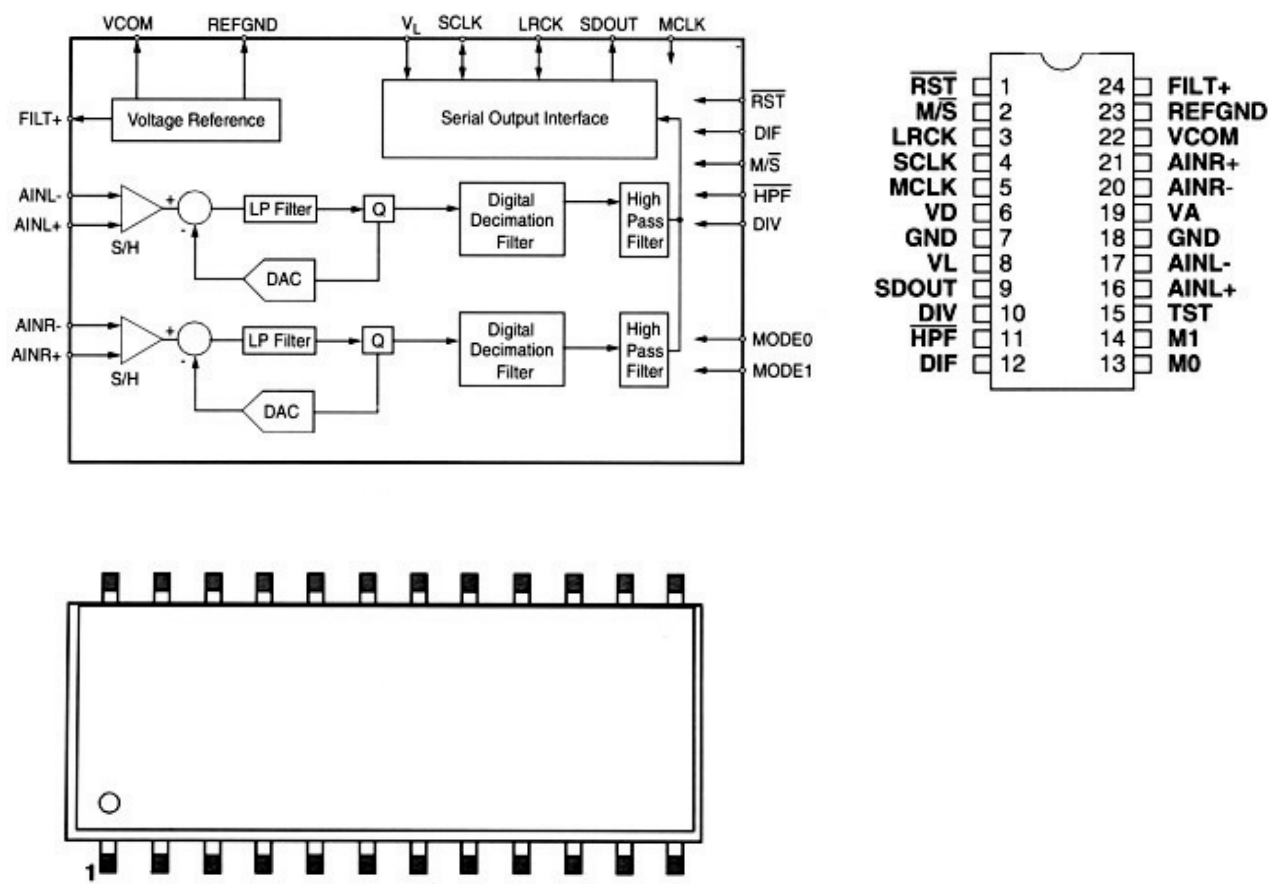 VCOM REFGND VL SCLK LRCK SDOUT MCLK
FILT+
Voltage Reference
Serial Output Interface
RST
DIF
M/S
HPF
DIV
AINL-
AINL+
S/H
+
-
LP Filter
Q
DAC
Digital
Decimation
Filter
High
Pass
Filter
AINR-
AINR+
S/H
+
-
LP Filter
Q
DAC
Digital
Decimation
Filter
High
Pass
Filter
MODE0
MODE1
RST 1 24 FILT+
M/S 2 23 REFGND
LRCK 3 22 VCOM
SCLK 4 21 AINR+
MCLK 5 20 AINR-
VD 6 19 VA
GND 7 18 GND
VL 8 17 AINL-
SDOUT 9 16 AINL+
DIV 10 15 TST
HPF 11 14 M1
DIF 12 13 M0
1